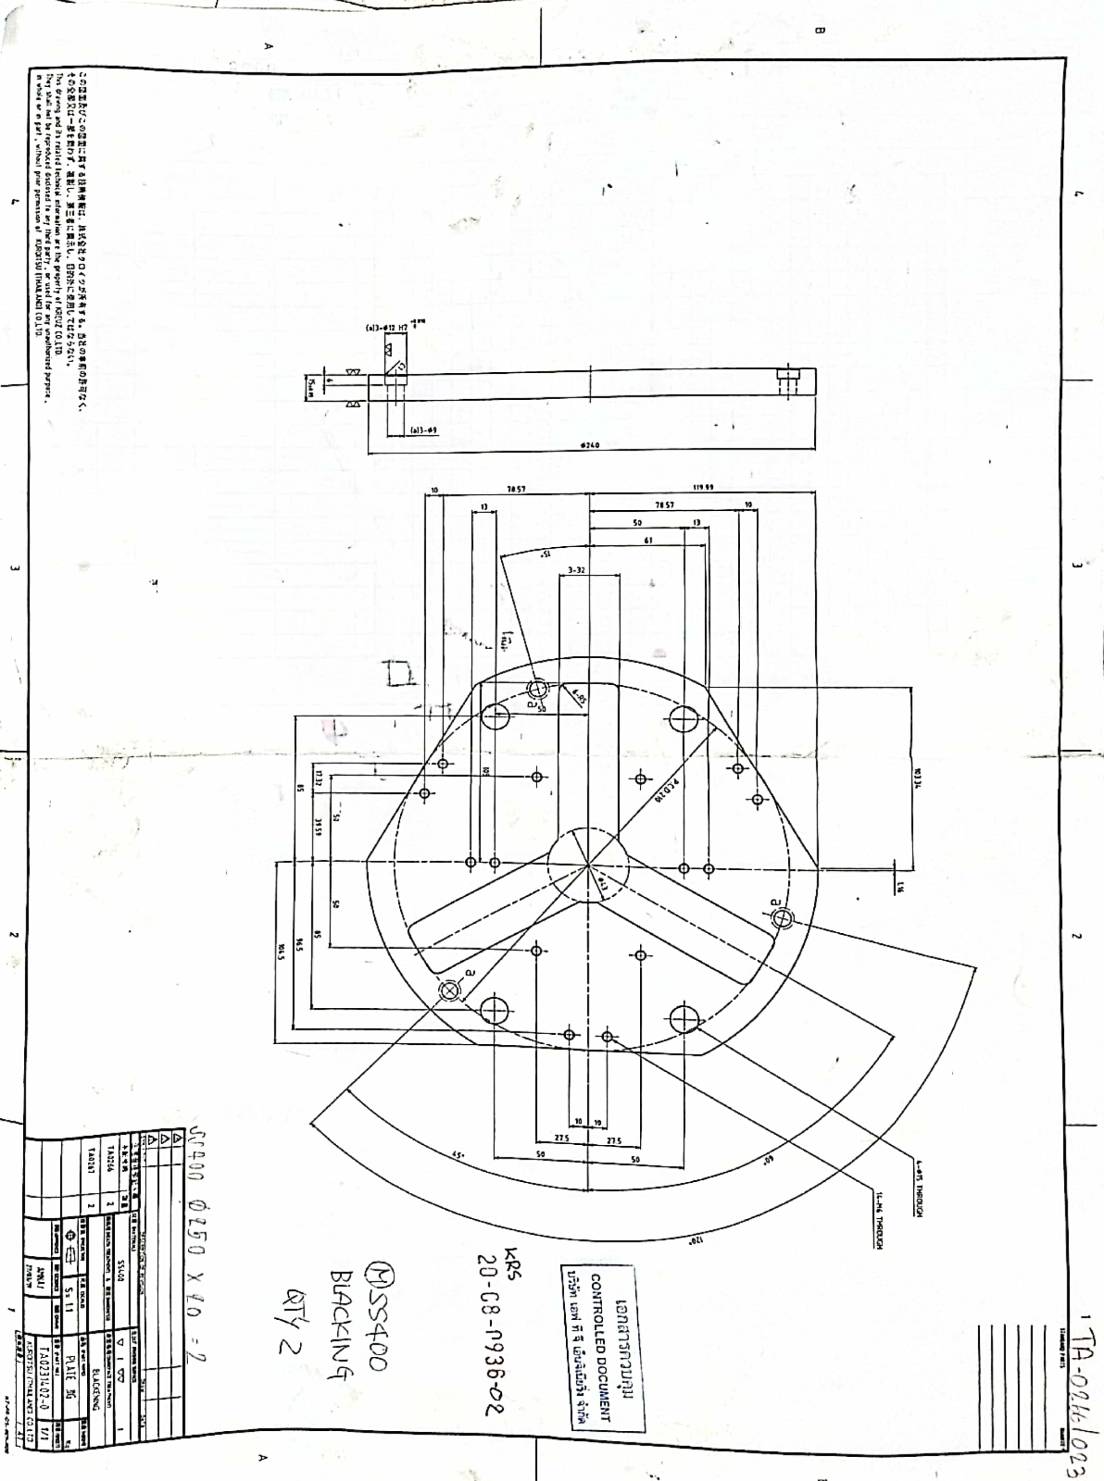 4
3
2
1
TA-0266/023
STANDARD PARTS
103.34
1.16
4-Φ15 THROUGH
14-M6 THROUGH
B
10
119.99
13
78.57
50
61
P.C.D.210
Φ43
60°
120°
Φ240
3-32
6-R5
50
27.5
10
10
27.5
50
เอกสารควบคุม
CONTROLLED DOCUMENT
บริษัท เอฟ ที จี เอ็นจิเนียริ่ง จำกัด
15°
a
a
a
50
105
78.57
13
10
45°
KRS
20-C8-0936-02
(a)3-Φ9
(a)3-Φ12 H7
C1
6
15±0.1
50
50
17.32
39.59
85
85
96.5
104.5
Ⓜ SS400
BLACKING
QTY 2
A
A
SS400 Φ250 X 20 =2
SS400
TA0266 2
TA0267 2
BLACKENING
S= 1:1
PLATE JIG
TA0231402-0
1/1
KUROITSU (THAILAND) CO.,LTD
この図面及びこの図面に関する技術情報は、株式会社クロイツが所有する。当社の事前の許可なく、
その全部又は一部を問わず、複製し、第三者に開示し、目的外に使用してはならない。
This drawing and its related technical information are the property of KREUZ CO.,LTD.
They shall not be reproduced disclosed to any third party , or used for any unauthorized purpose ,
in whole or in part , without prior permission of KUROITSU (THAILAND) CO.,LTD.
4
3
2
1